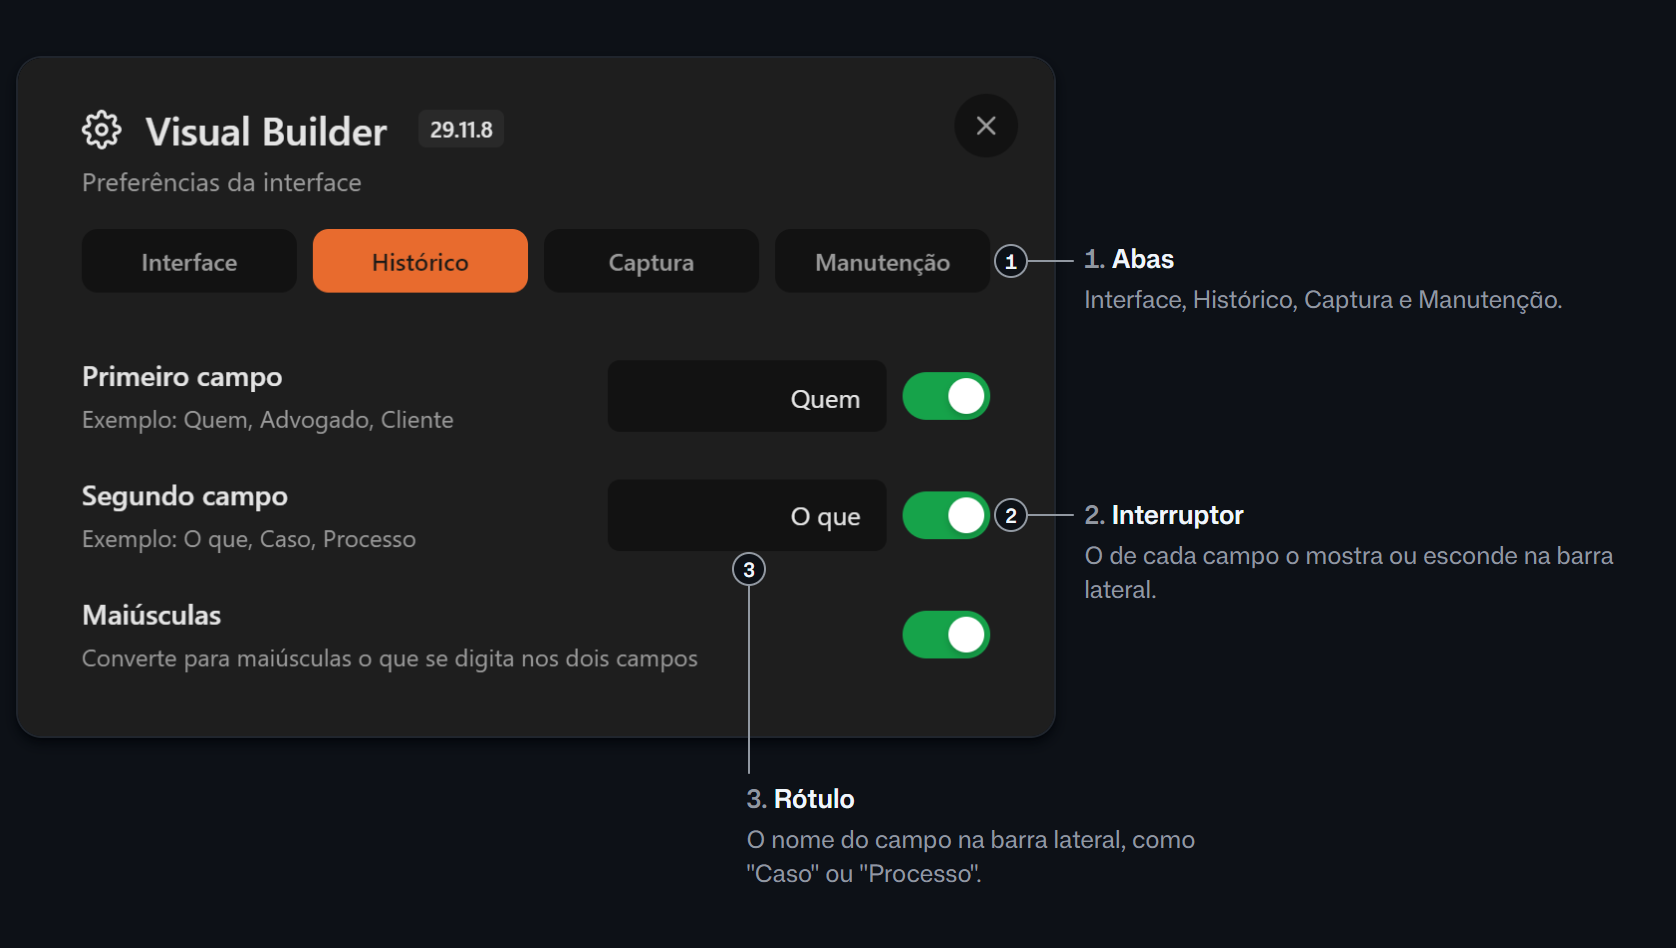 Visual Builder 29.11.8
Preferências da interface
Interface Histórico Captura Manutenção
1
1. Abas
Interface, Histórico, Captura e Manutenção.
Primeiro campo
Exemplo: Quem, Advogado, Cliente
Quem
Segundo campo
Exemplo: O que, Caso, Processo
O que
2
2. Interruptor
O de cada campo o mostra ou esconde na barra
lateral.
3
Maiúsculas
Converte para maiúsculas o que se digita nos dois campos
3. Rótulo
O nome do campo na barra lateral, como
"Caso" ou "Processo".